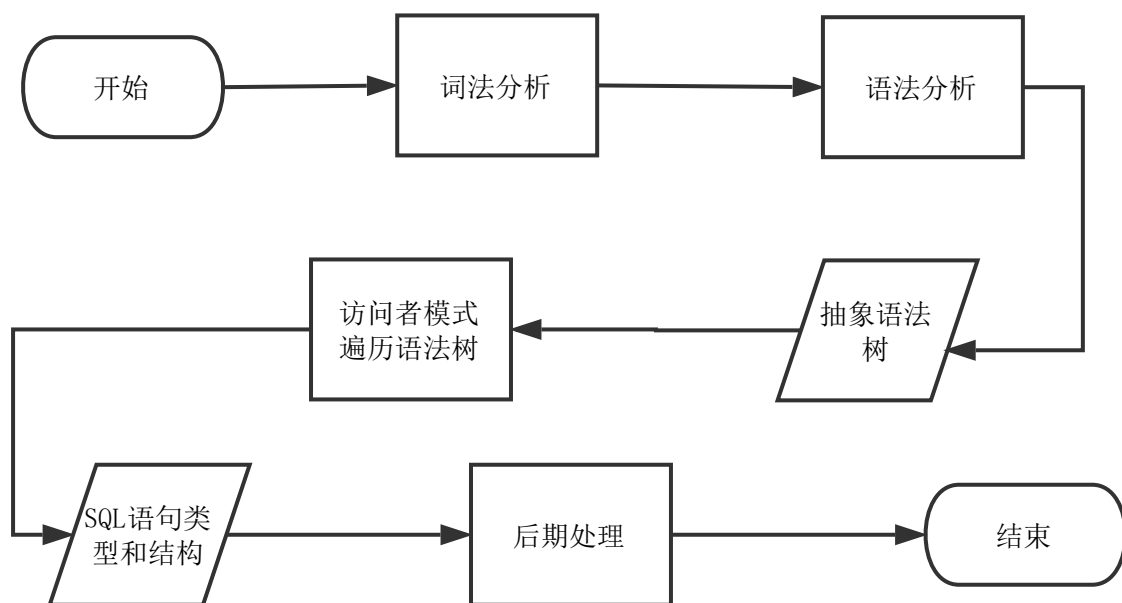 开始
词法分析
语法分析
访问者模式
遍历语法树
抽象语法
树
SQL语句类
型和结构
后期处理
结束